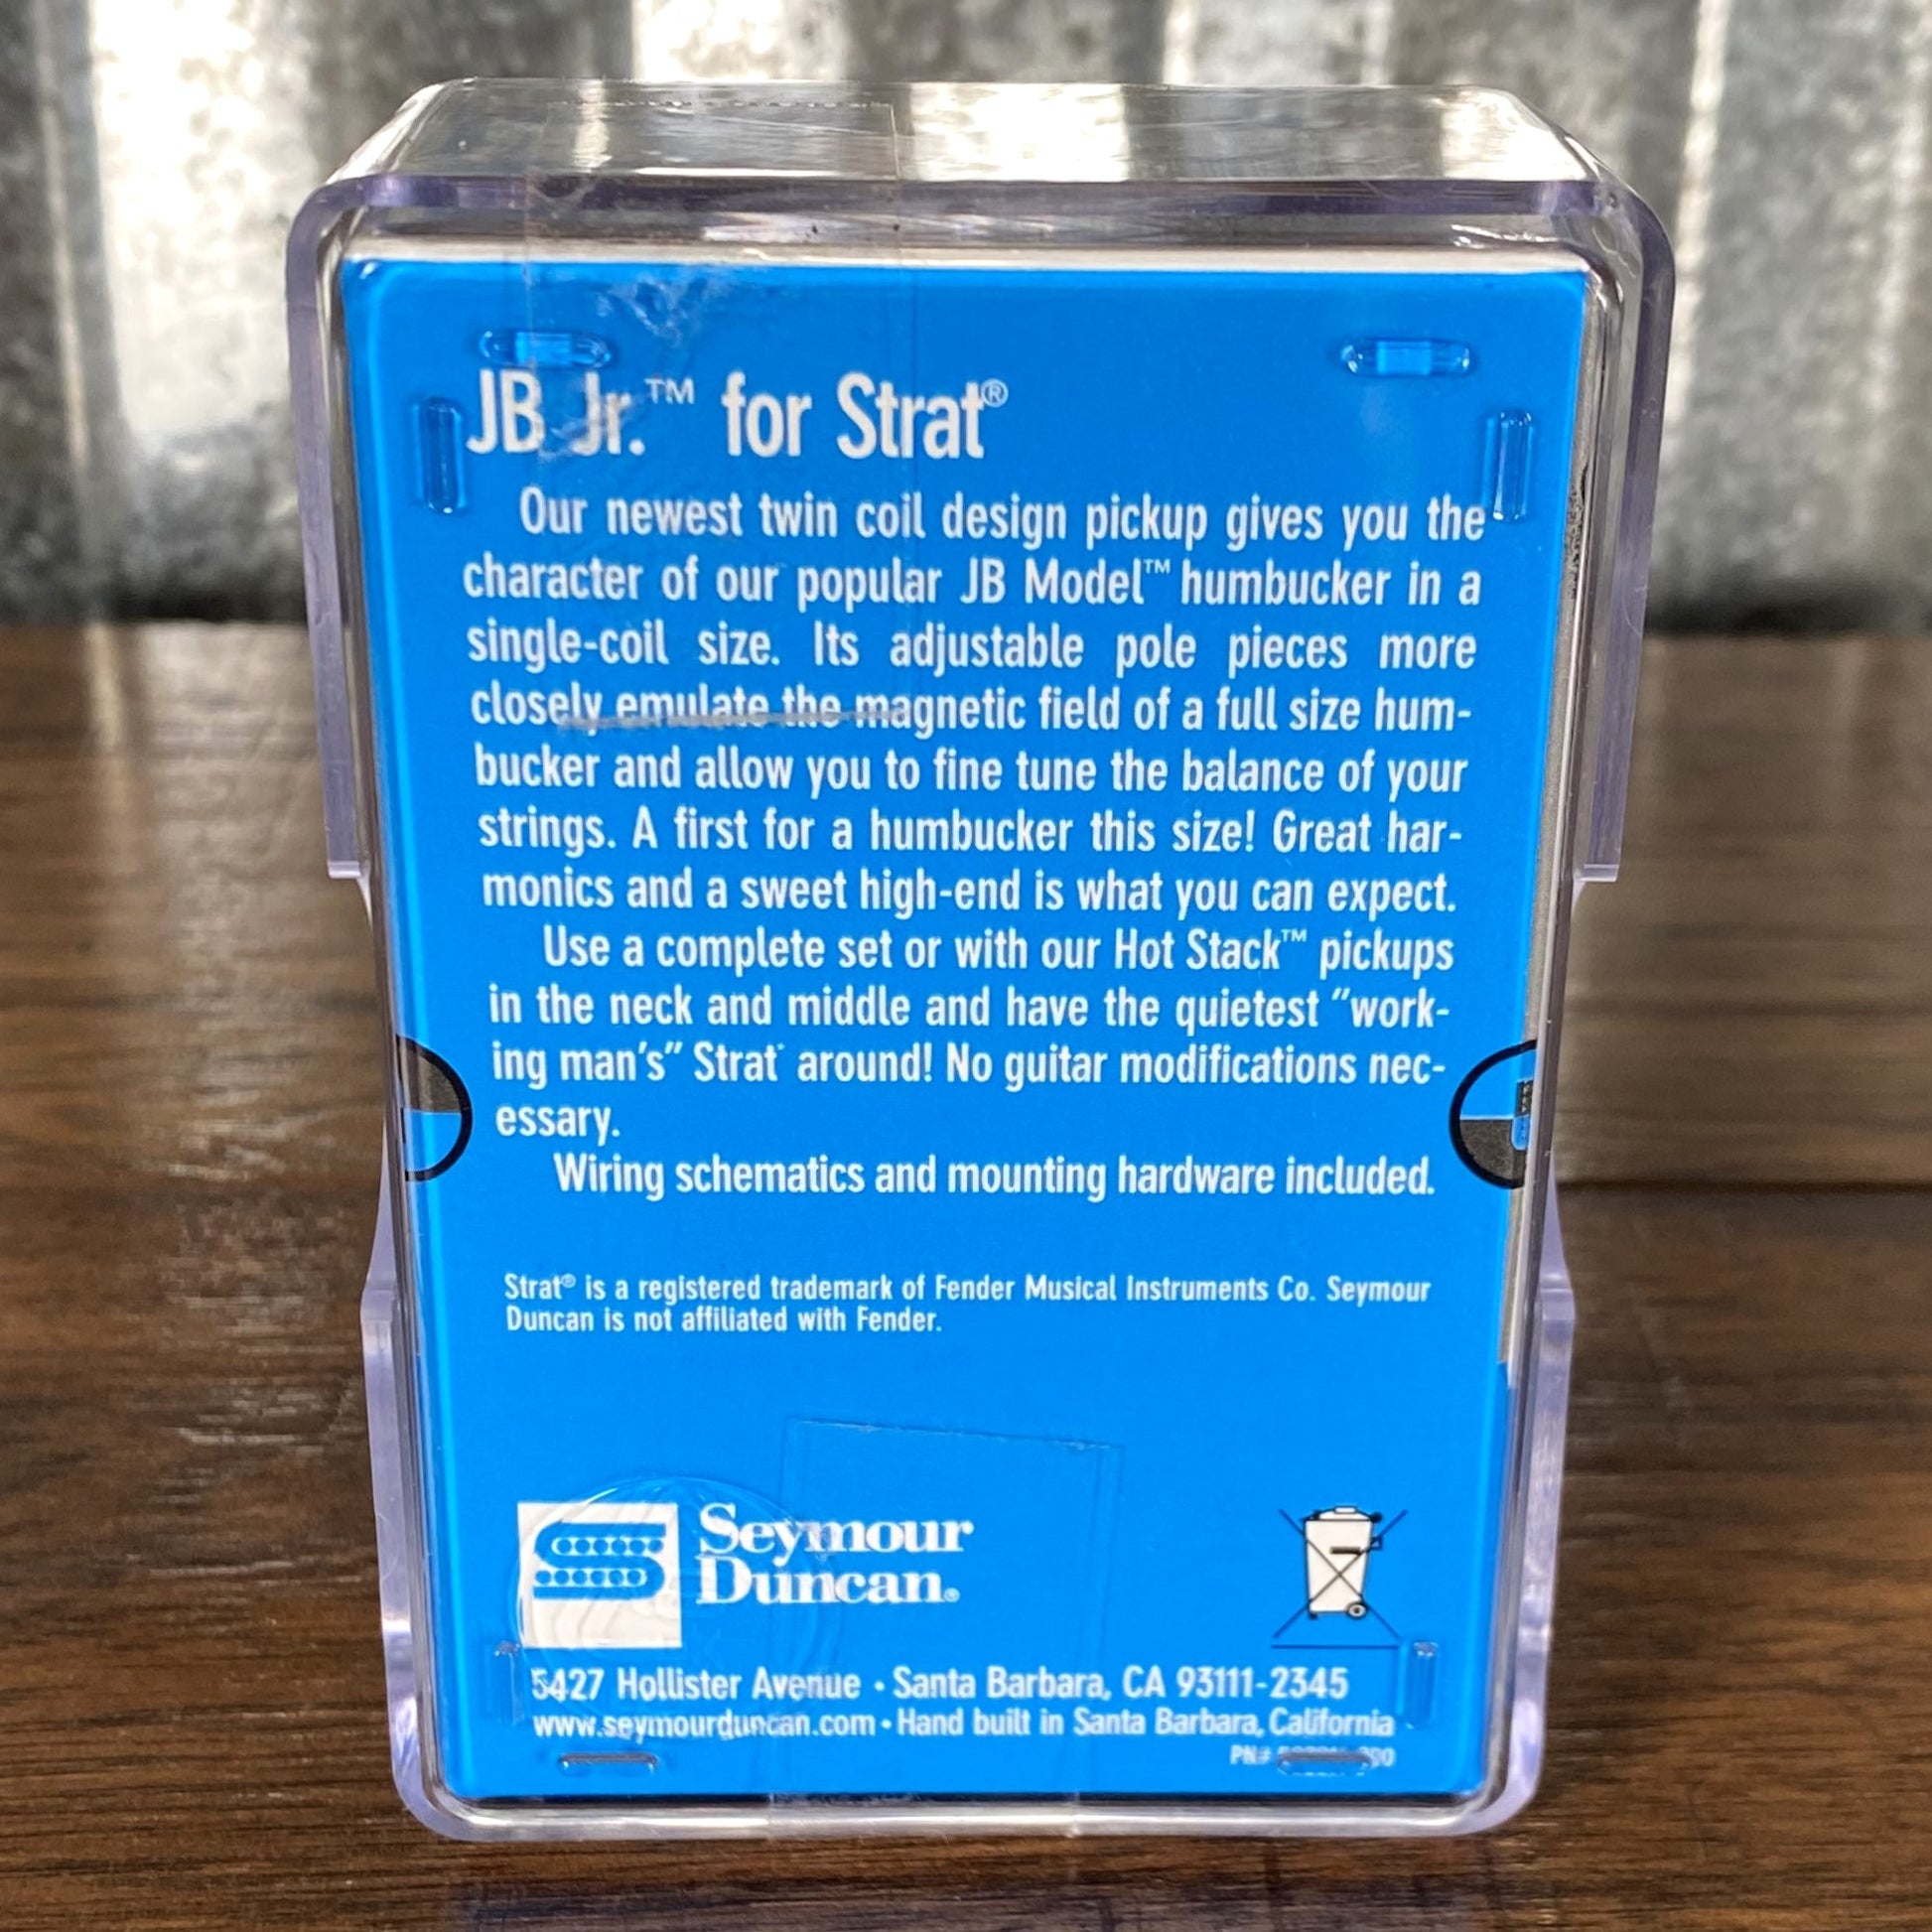 JB Jr.™ for Strat®
Our newest twin coil design pickup gives you the
character of our popular JB Model™ humbucker in a
single-coil size. Its adjustable pole pieces more
closely emulate the magnetic field of a full size hum-
bucker and allow you to fine tune the balance of your
strings. A first for a humbucker this size! Great har-
monics and a sweet high-end is what you can expect.
Use a complete set or with our Hot Stack™ pickups
in the neck and middle and have the quietest "work-
ing man's" Strat around! No guitar modifications nec-
essary.
Wiring schematics and mounting hardware included.
Strat® is a registered trademark of Fender Musical Instruments Co. Seymour
Duncan is not affiliated with Fender.
Seymour
Duncan®
5427 Hollister Avenue • Santa Barbara, CA 93111-2345
www.seymourduncan.com • Hand built in Santa Barbara, California
PN#